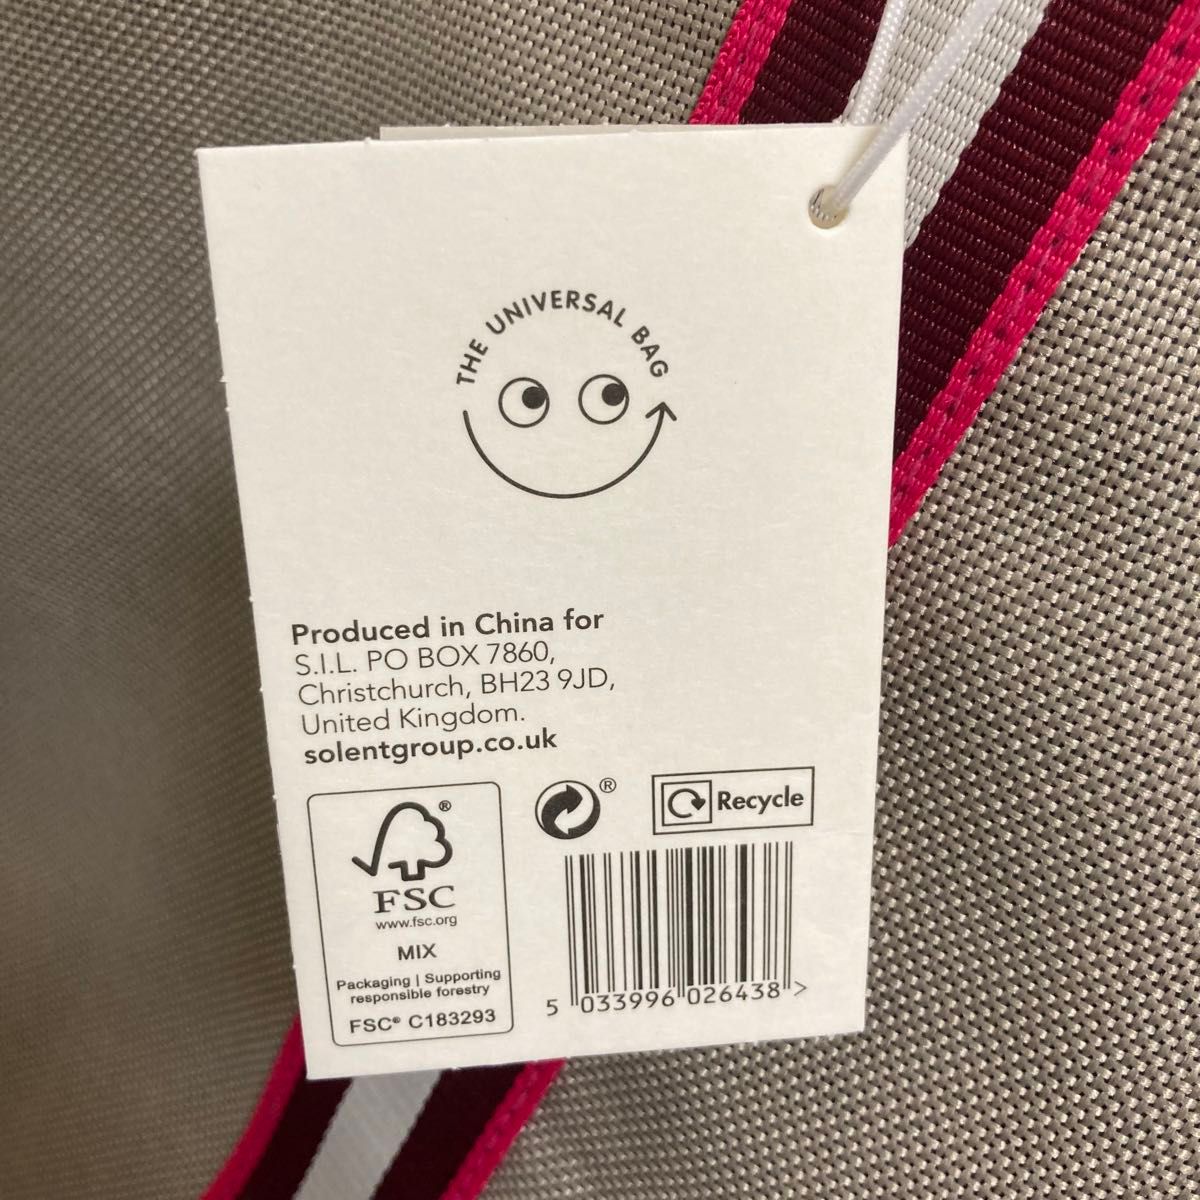 THE UNIVERSAL BAG
Produced in China for
S.I.L. PO BOX 7860,
Christchurch, BH23 9JD,
United Kingdom.
solentgroup.co.uk
®
FSC
www.fsc.org
MIX
Packaging | Supporting
responsible forestry
FSC® C183293
®
Recycle
5 033996 026438 >